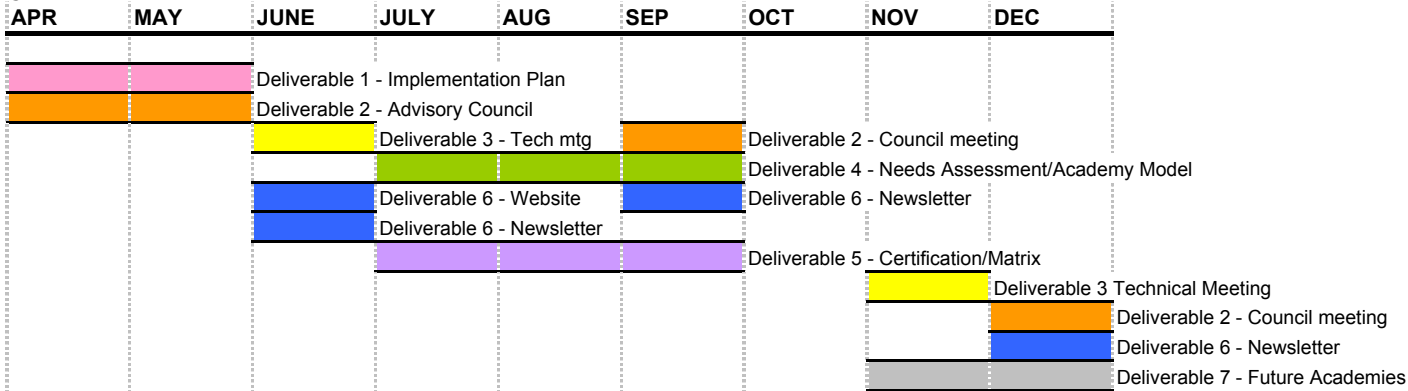 APR MAY JUNE JULY AUG SEP OCT NOV DEC
Deliverable 1 - Implementation Plan
Deliverable 2 - Advisory Council
Deliverable 3 - Tech mtg Deliverable 2 - Council meeting
Deliverable 4 - Needs Assessment/Academy Model
Deliverable 6 - Website Deliverable 6 - Newsletter
Deliverable 6 - Newsletter
Deliverable 5 - Certification/Matrix
Deliverable 3 Technical Meeting
Deliverable 2 - Council meeting
Deliverable 6 - Newsletter
Deliverable 7 - Future Academies